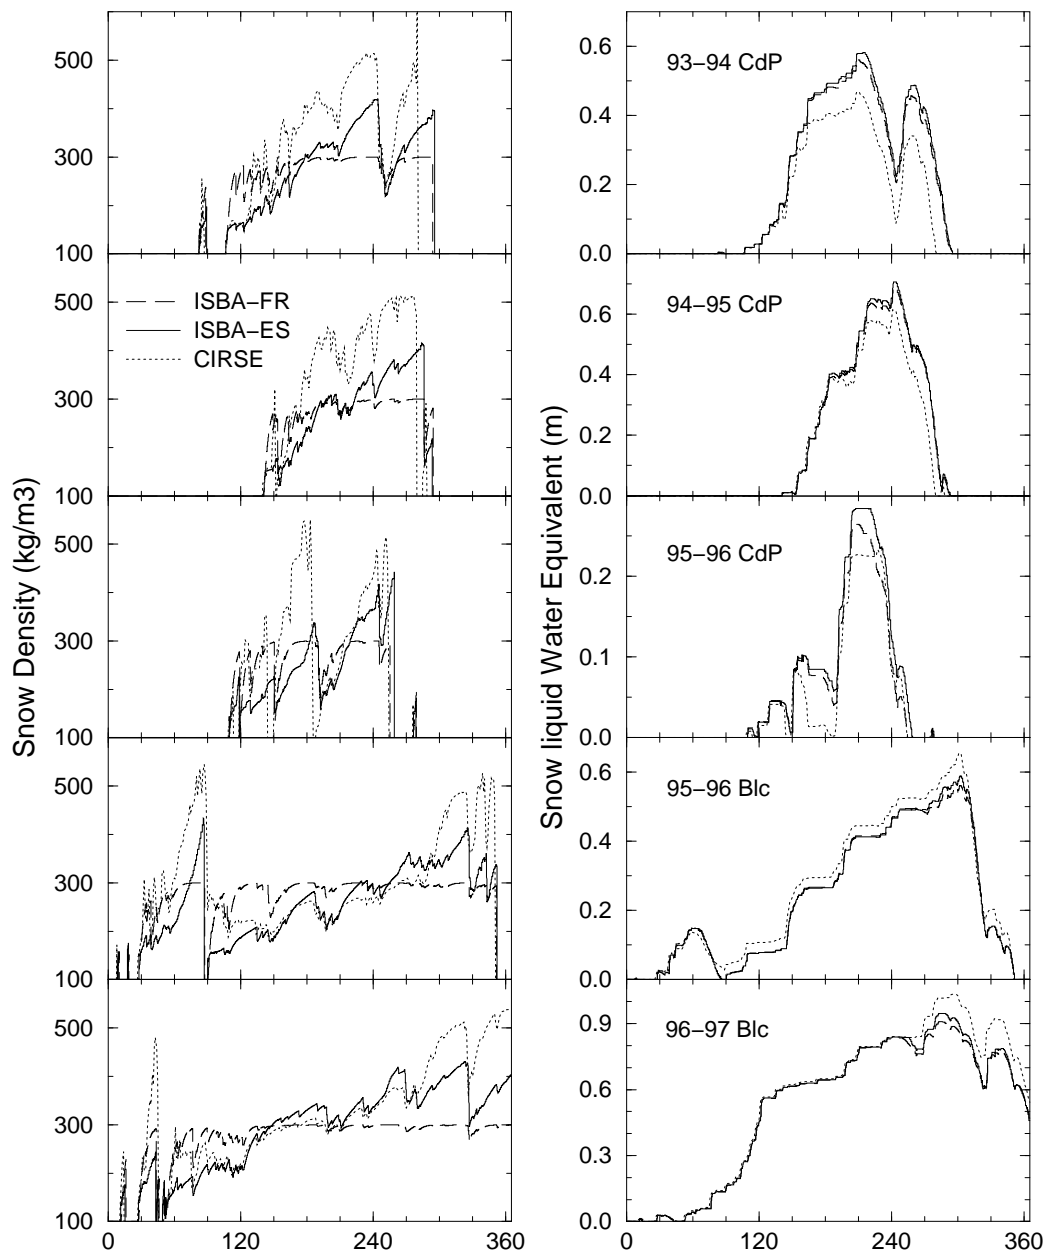 500
300
100
0.6
0.4
0.2
0.0
93−94 CdP
500
300
100
ISBA−FR
ISBA−ES
CIRSE
0.6
0.4
0.2
0.0
94−95 CdP
500
300
100
0.2
0.1
0.0
95−96 CdP
Snow Density (kg/m3)
Snow liquid Water Equivalent (m)
500
300
100
0.6
0.4
0.2
0.0
95−96 Blc
500
300
100
0.9
0.6
0.3
0.0
96−97 Blc
0 120 240 360
0 120 240 360